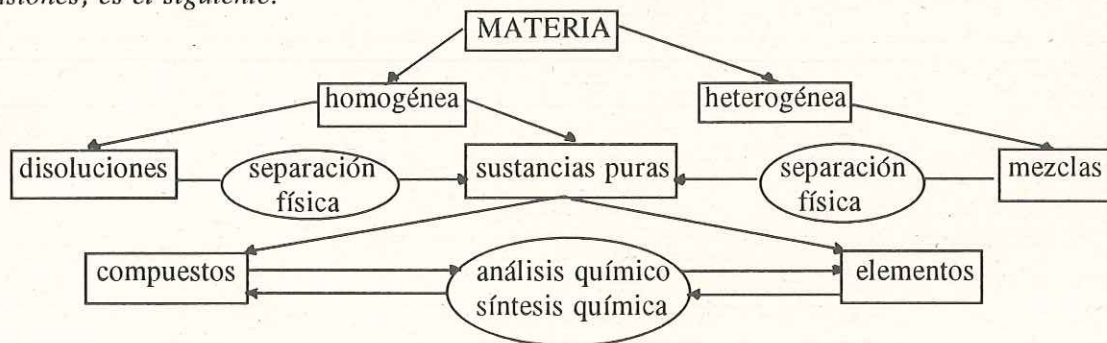 siones, es el siguiente:
MATERIA
homogénea
heterogénea
disoluciones
separación
física
sustancias puras
separación
física
mezclas
compuestos
análisis químico
síntesis química
elementos